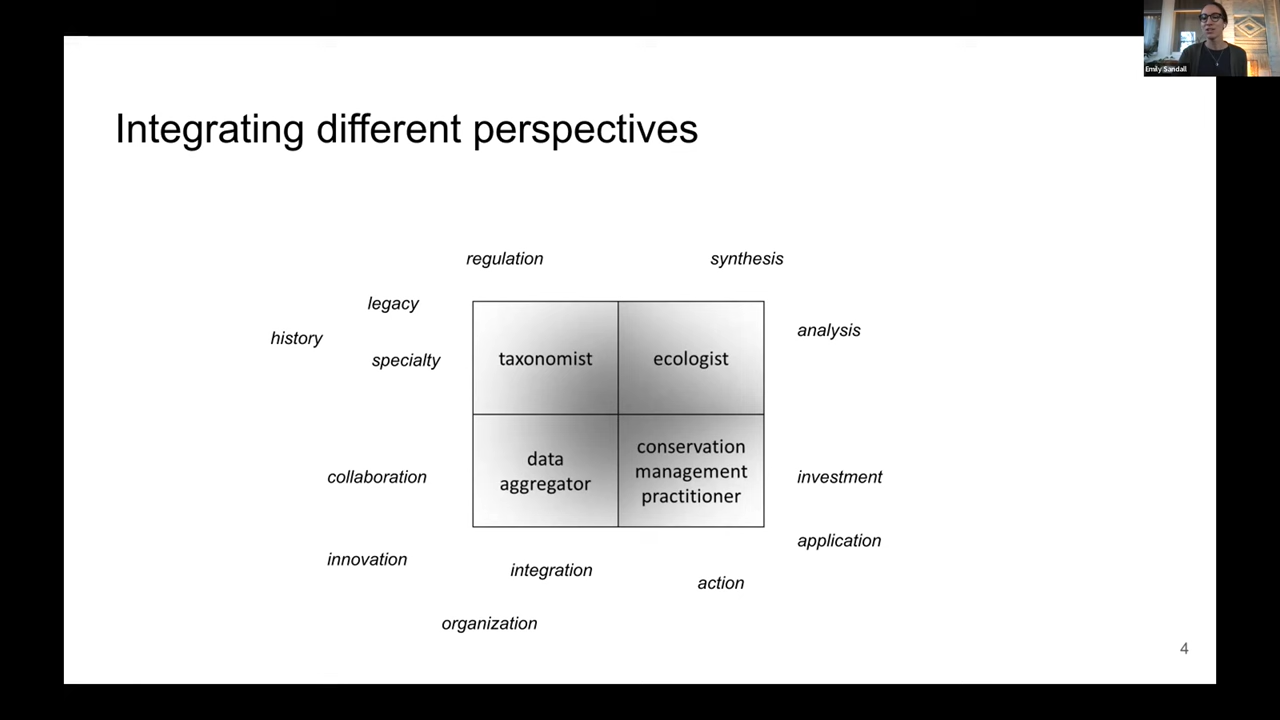 Emily Sandall
Integrating different perspectives
regulation
synthesis
legacy
history
specialty
analysis
taxonomist
ecologist
data
aggregator
conservation
management
practitioner
collaboration
investment
innovation
application
integration
action
organization
4